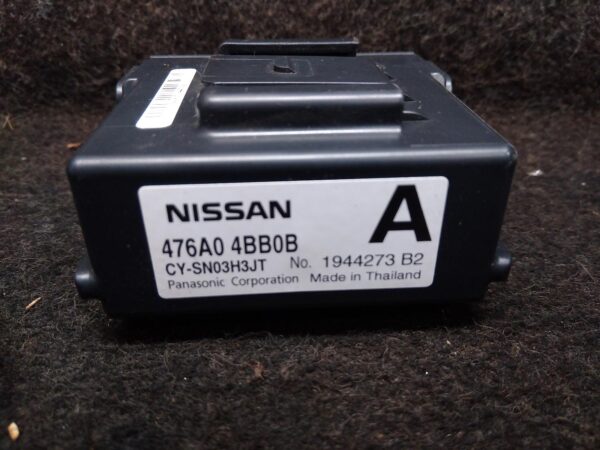 NISSAN
A
476A0 4BB0B
CY-SN03H3JT No. 1944273 B2
Panasonic Corporation Made in Thailand